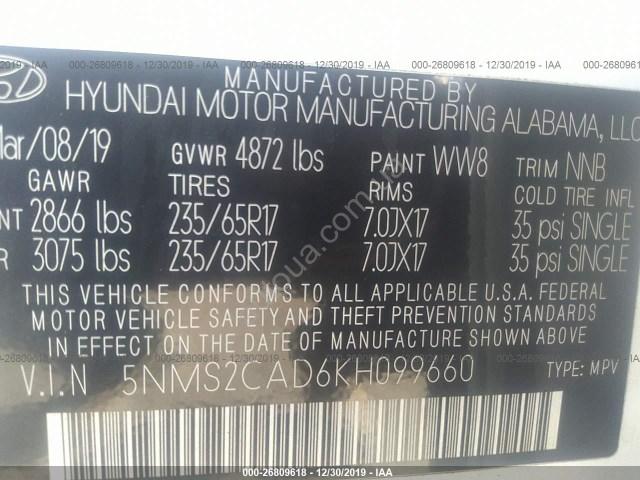 000-26809618 - 12/30/2019 - IAA
MANUFACTURED BY
HYUNDAI MOTOR MANUFACTURING ALABAMA, LLC
Mar/08/19 GVWR 4872 lbs PAINT WW8 TRIM NNB
GAWR TIRES RIMS COLD TIRE INFL
NT 2866 lbs 235/65R17 7.0JX17 35 psi SINGLE
R 3075 lbs 235/65R17 7.0JX17 35 psi SINGLE
THIS VEHICLE CONFORMS TO ALL APPLICABLE U.S.A. FEDERAL
MOTOR VEHICLE SAFETY AND THEFT PREVENTION STANDARDS
IN EFFECT ON THE DATE OF MANUFACTURE SHOWN ABOVE.
V.I.N 5NMS2CAD6KH099660 TYPE: MPV
000-26809618 - 12/30/2019 - IAA